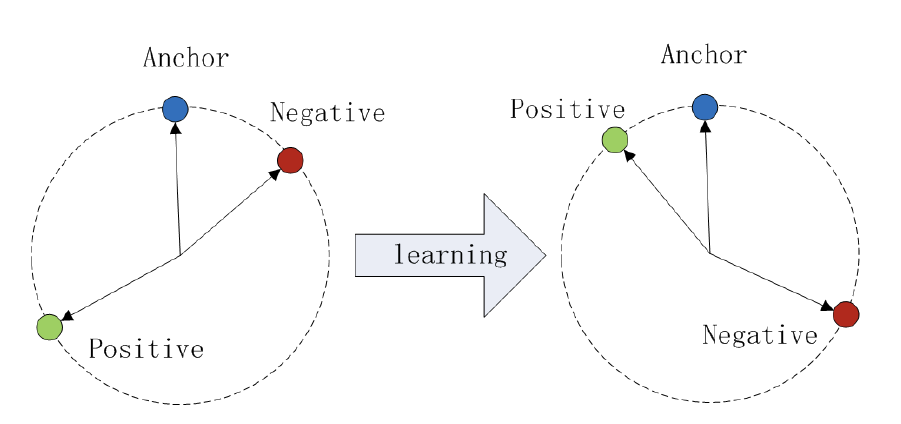 Anchor
Negative
Positive
learning
Anchor
Positive
Negative